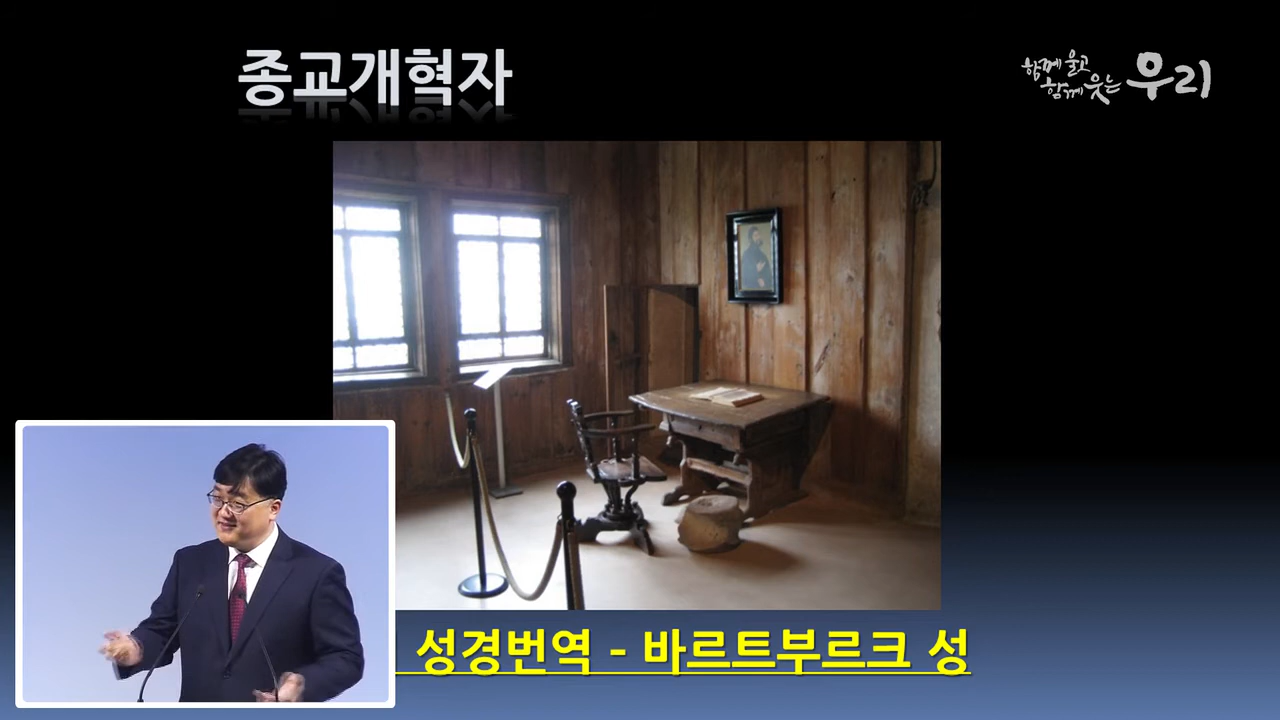 종교개혁자
함께 울고
함께 웃는 우리
성경번역 - 바르트부르크 성